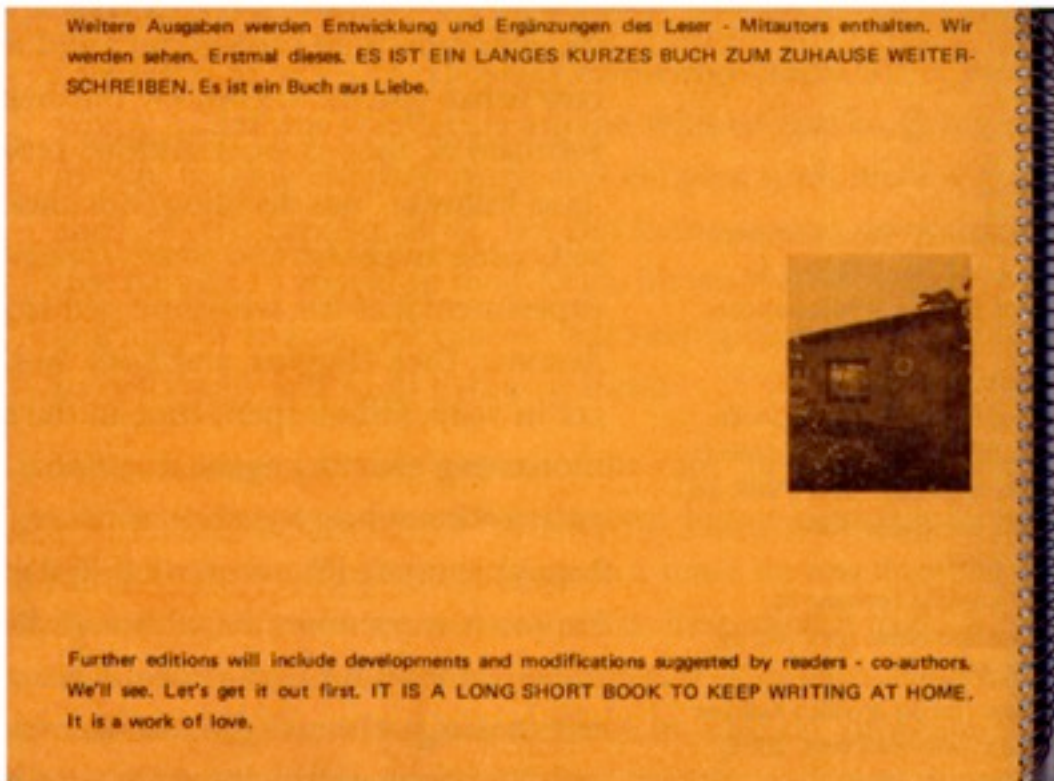 Weitere Ausgaben werden Entwicklung und Ergänzungen des Leser - Mitautors enthalten. Wir
werden sehen. Erstmal dieses. ES IST EIN LANGES KURZES BUCH ZUM ZUHAUSE WEITER-
SCHREIBEN. Es ist ein Buch aus Liebe.
Further editions will include developments and modifications suggested by readers - co-authors.
We'll see. Let's get it out first. IT IS A LONG SHORT BOOK TO KEEP WRITING AT HOME.
It is a work of love.